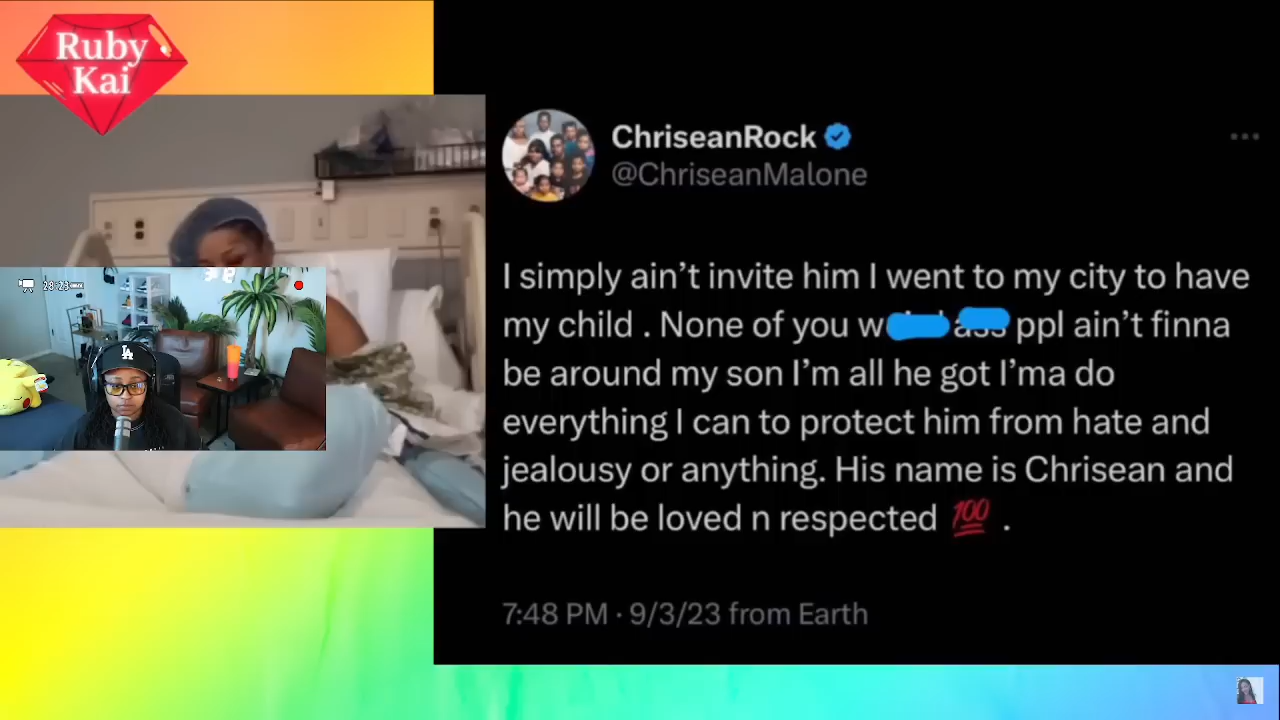 Ruby
Kai
ChriseanRock
@ChriseanMalone
I simply ain’t invite him I went to my city to have
my child . None of you ppl ain’t finna
be around my son I’m all he got I’ma do
everything I can to protect him from hate and
jealousy or anything. His name is Chrisean and
he will be loved n respected 💯 .
7:48 PM · 9/3/23 from Earth
28:23
LA